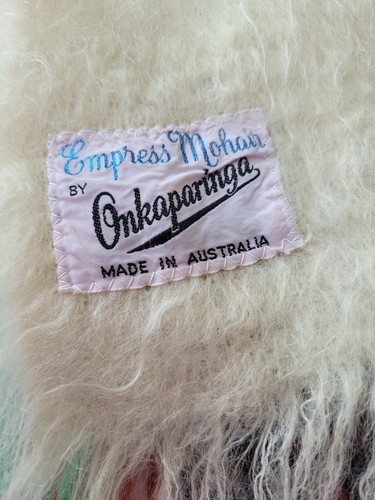 Empress Mohair
BY
Onkaparinga
MADE IN AUSTRALIA